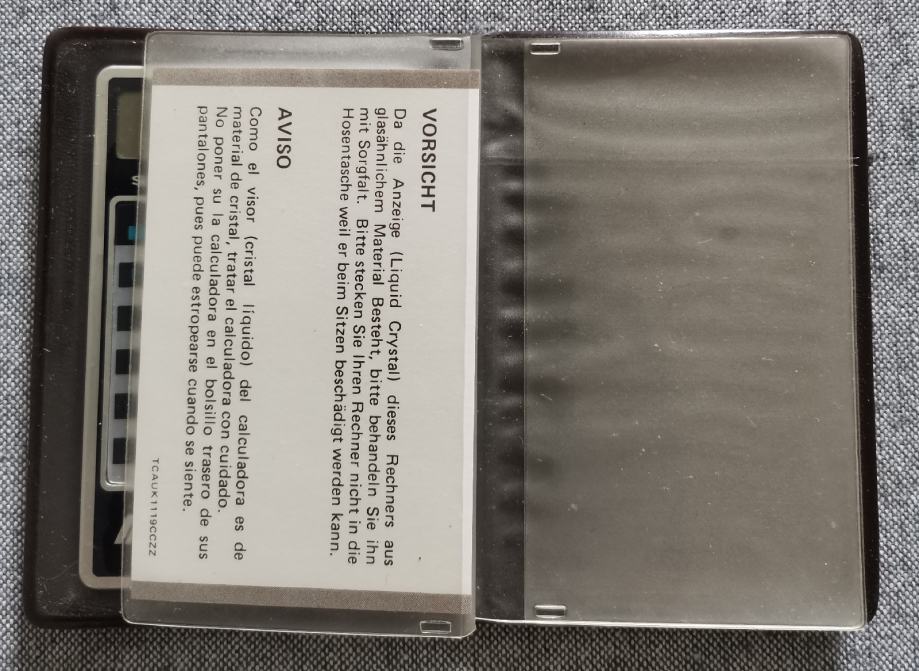 VORSICHT
Da die Anzeige (Liquid Crystal) dieses Rechners aus
glasähnlichem Material Besteht, bitte behandeln Sie ihn
mit Sorgfalt. Bitte stecken Sie Ihren Rechner nicht in die
Hosentasche weil er beim Sitzen beschädigt werden kann.
AVISO
Como el visor (cristal líquido) del calculadora es de
material de cristal, tratar el calculadora con cuidado.
No poner su la calculadora en el bolsillo trasero de sus
pantalones, pues puede estropearse cuando se siente.
TCAUK1119CCZZ